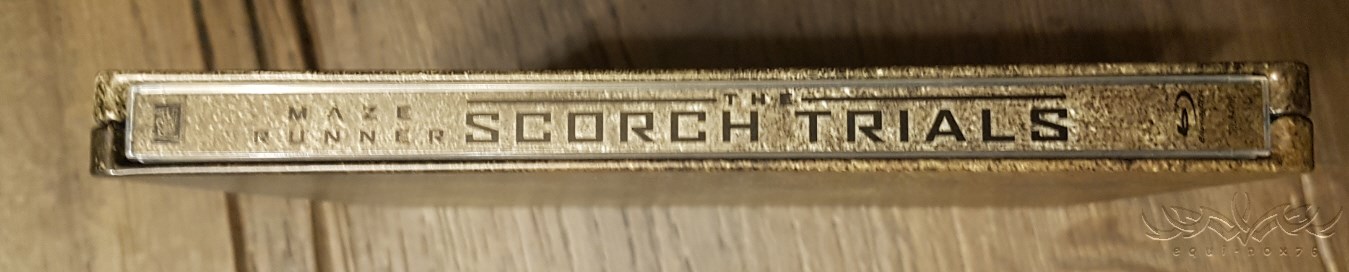 MAZE
RUNNER
THE
SCORCH TRIALS